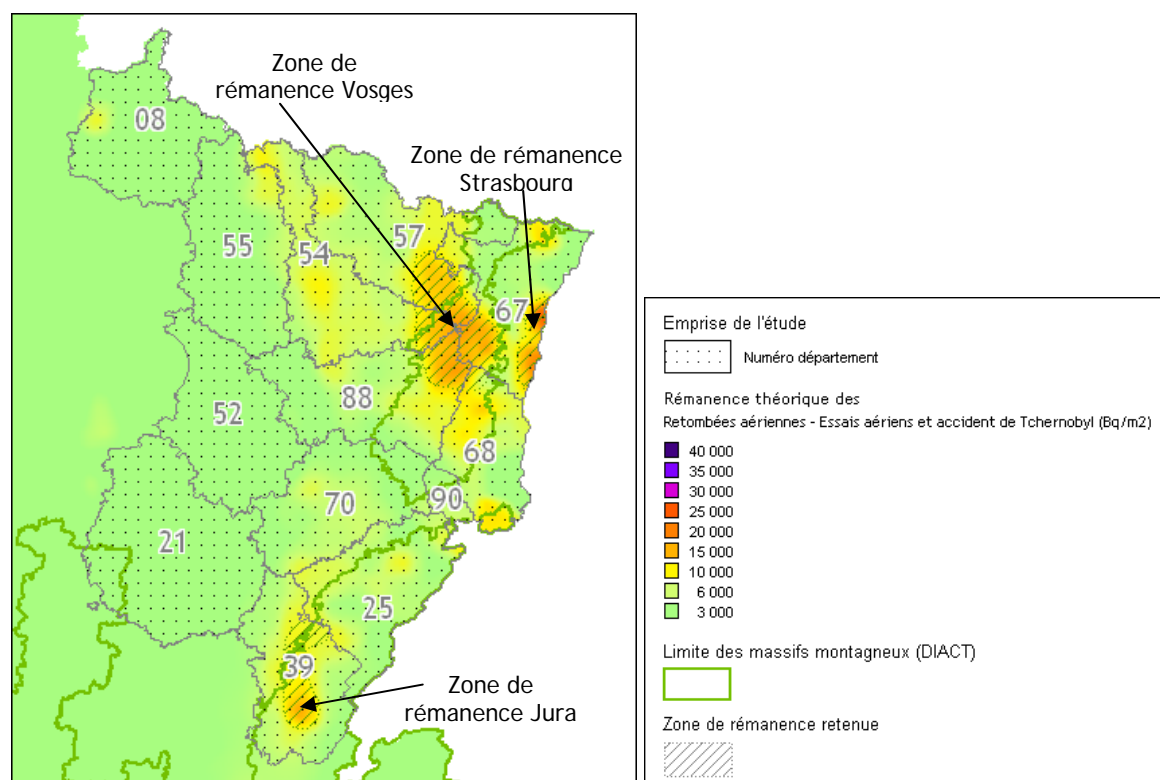 Zone de
rémanence Vosges
Zone de rémanence
Strasbourg
08
55
54
57
67
52
88
68
70
90
21
25
39
Zone de
rémanence Jura
Emprise de l'étude
Numéro département
Rémanence théorique des
Retombées aériennes - Essais aériens et accident de Tchernobyl (Bq/m2)
40 000
35 000
30 000
25 000
20 000
15 000
10 000
6 000
3 000
Limite des massifs montagneux (DIACT)
Zone de rémanence retenue